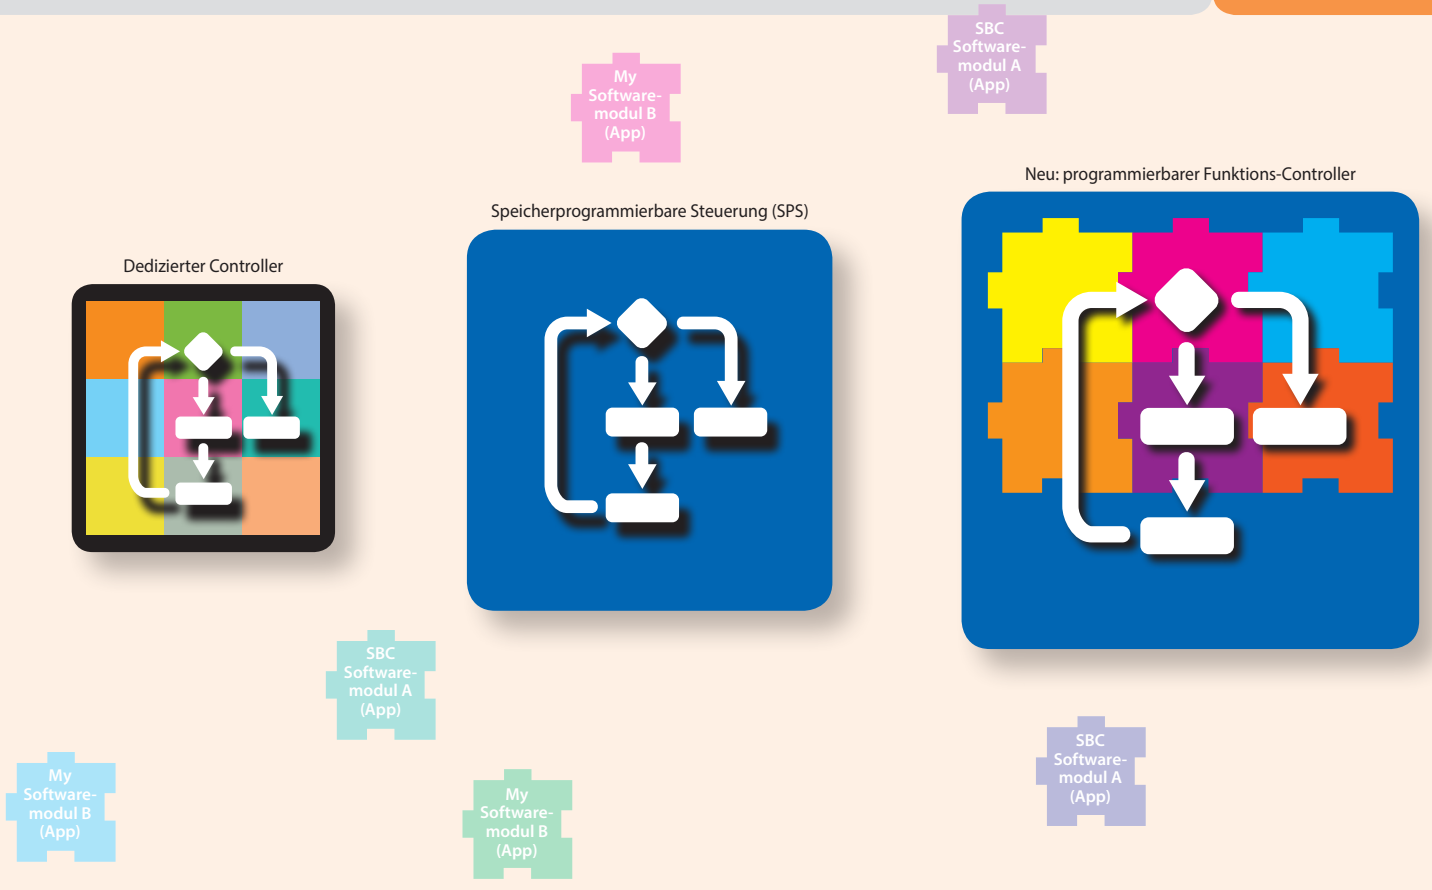 SBC
Software-
modul A
(App)
My
Software-
modul B
(App)
Neu: programmierbarer Funktions-Controller
Speicherprogrammierbare Steuerung (SPS)
Dedizierter Controller
SBC
Software-
modul A
(App)
SBC
Software-
modul A
(App)
My
Software-
modul B
(App)
My
Software-
modul B
(App)